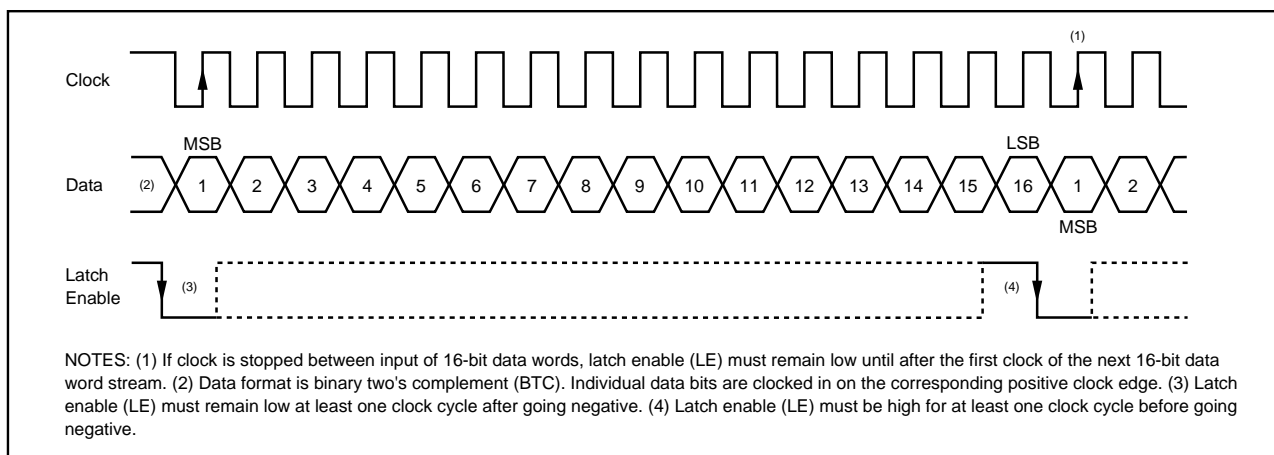 (1)
Clock
MSB
LSB
Data
(2) 1 2 3 4 5 6 7 8 9 10 11 12 13 14 15 16 1 2
MSB
Latch
Enable
(3)
(4)
NOTES: (1) If clock is stopped between input of 16-bit data words, latch enable (LE) must remain low until after the first clock of the next 16-bit data
word stream. (2) Data format is binary two's complement (BTC). Individual data bits are clocked in on the corresponding positive clock edge. (3) Latch
enable (LE) must remain low at least one clock cycle after going negative. (4) Latch enable (LE) must be high for at least one clock cycle before going
negative.